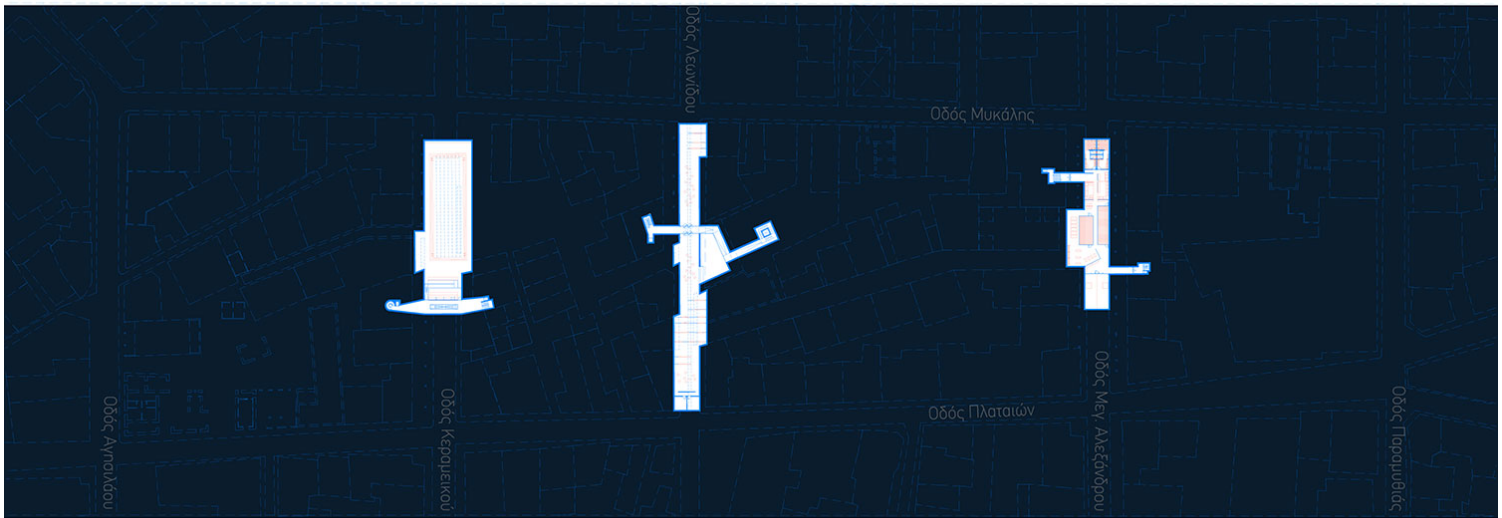 Οδός Λεωνίδου
Οδός Μυκάλης
Οδός Αγησιλάου
Οδός Κεραμεικού
Οδός Πλαταιών
Οδός Μεγ Αλεξάνδρου
Οδός Παραμυθιάς